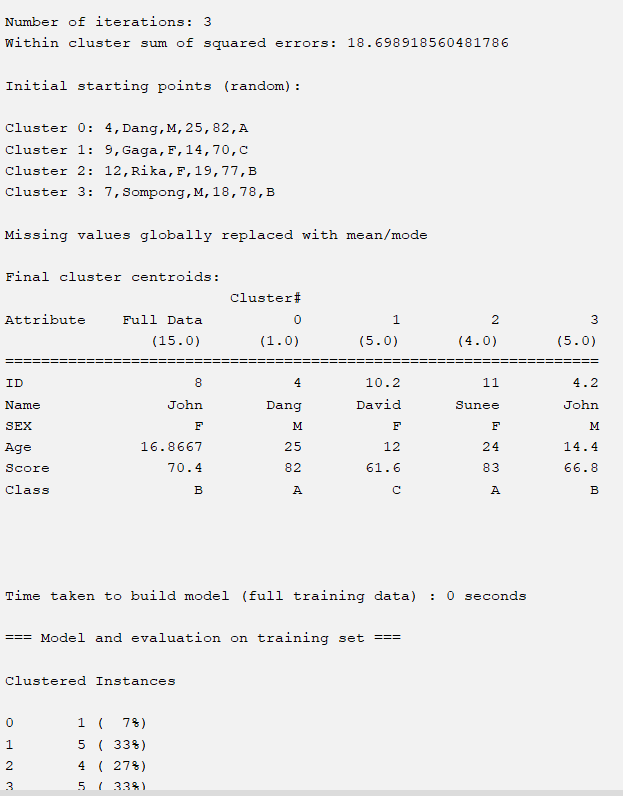 Number of iterations: 3
Within cluster sum of squared errors: 18.698918560481786
Initial starting points (random):
Cluster 0: 4,Dang,M,25,82,A
Cluster 1: 9,Gaga,F,14,70,C
Cluster 2: 12,Rika,F,19,77,B
Cluster 3: 7,Sompong,M,18,78,B
Missing values globally replaced with mean/mode
Final cluster centroids:
Cluster#
Attribute Full Data 0 1 2 3
(15.0) (1.0) (5.0) (4.0) (5.0)
===================================================================
ID 8 4 10.2 11 4.2
Name John Dang David Sunee John
SEX F M F F M
Age 16.8667 25 12 24 14.4
Score 70.4 82 61.6 83 66.8
Class B A C A B
Time taken to build model (full training data) : 0 seconds
=== Model and evaluation on training set ===
Clustered Instances
0 1 ( 7%)
1 5 ( 33%)
2 4 ( 27%)
3 5 ( 33%)